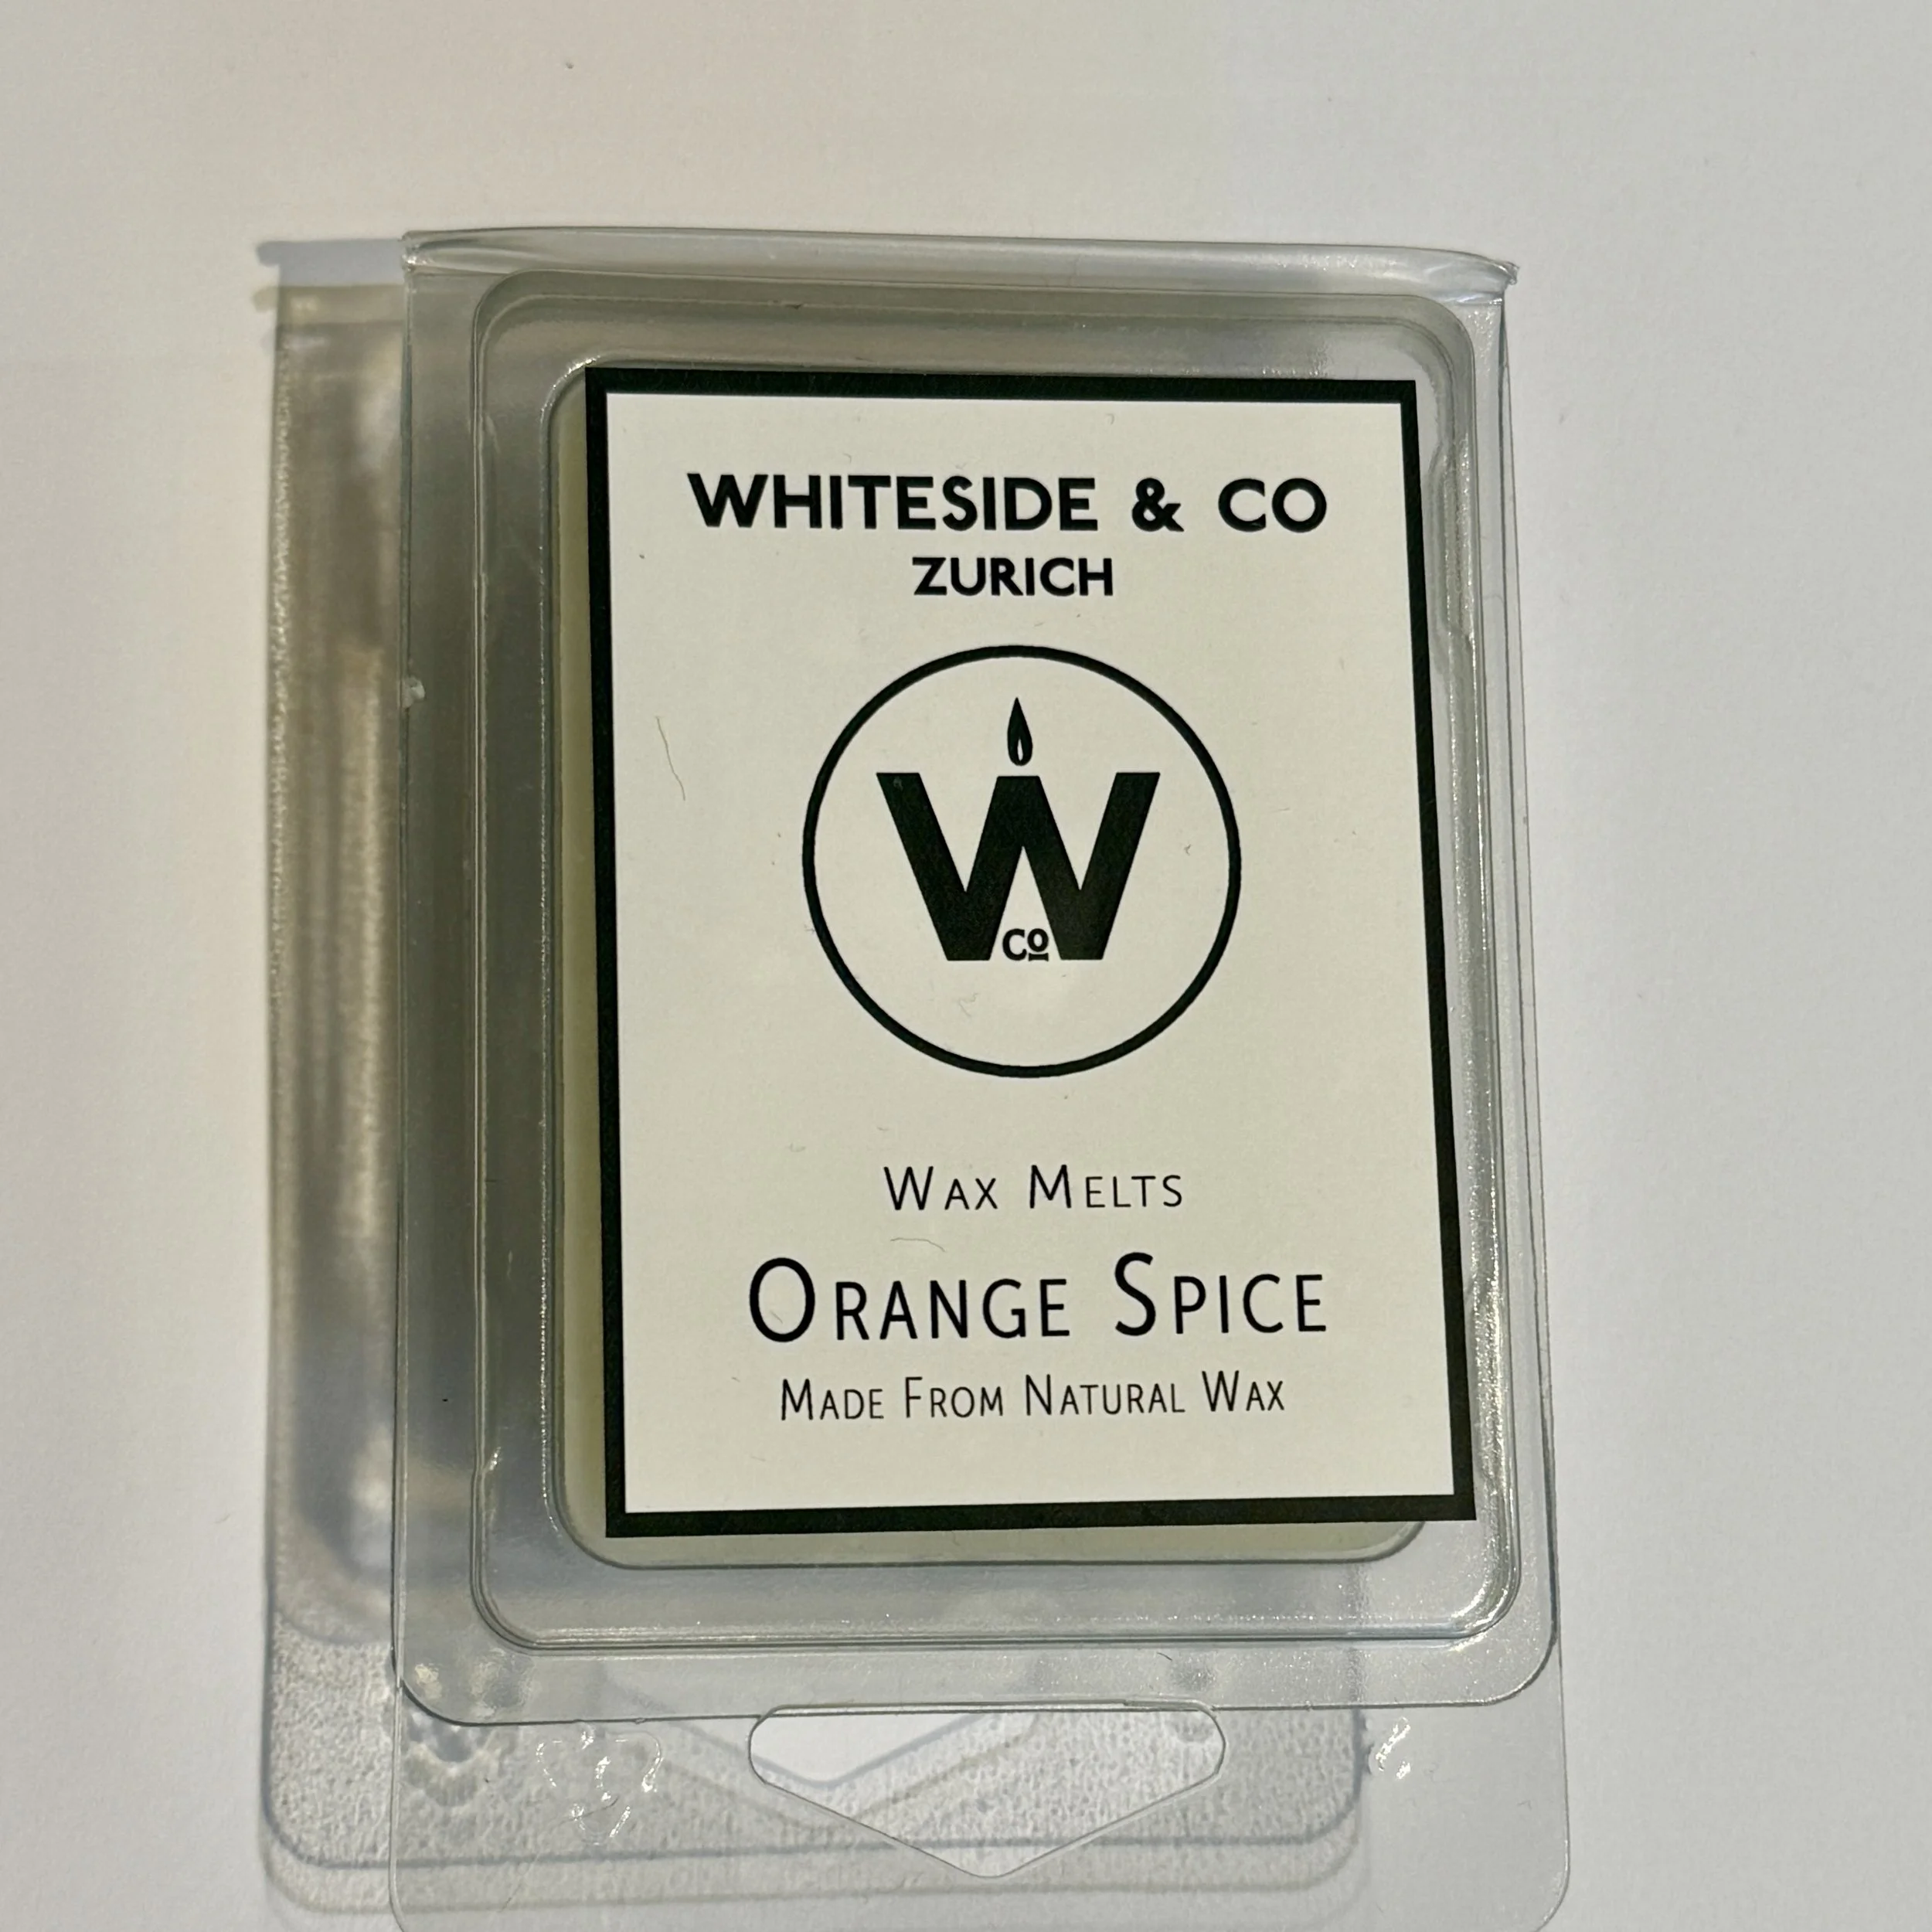 WHITESIDE & CO
ZURICH
W
CO
WAX MELTS
ORANGE SPICE
MADE FROM NATURAL WAX